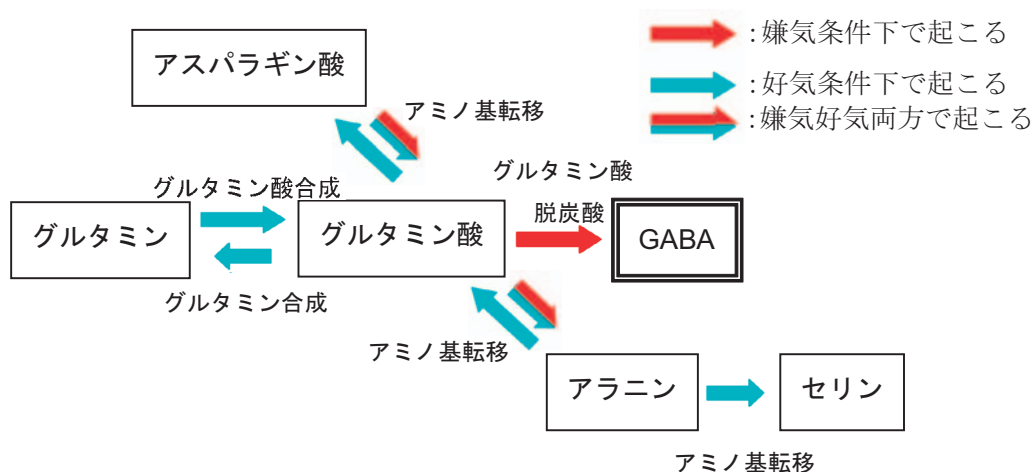 :嫌気条件下で起こる
:好気条件下で起こる
:嫌気好気両方で起こる
アスパラギン酸
アミノ基転移
グルタミン酸合成
グルタミン酸
脱炭酸
グルタミン
グルタミン酸
GABA
グルタミン合成
アミノ基転移
アラニン
セリン
アミノ基転移